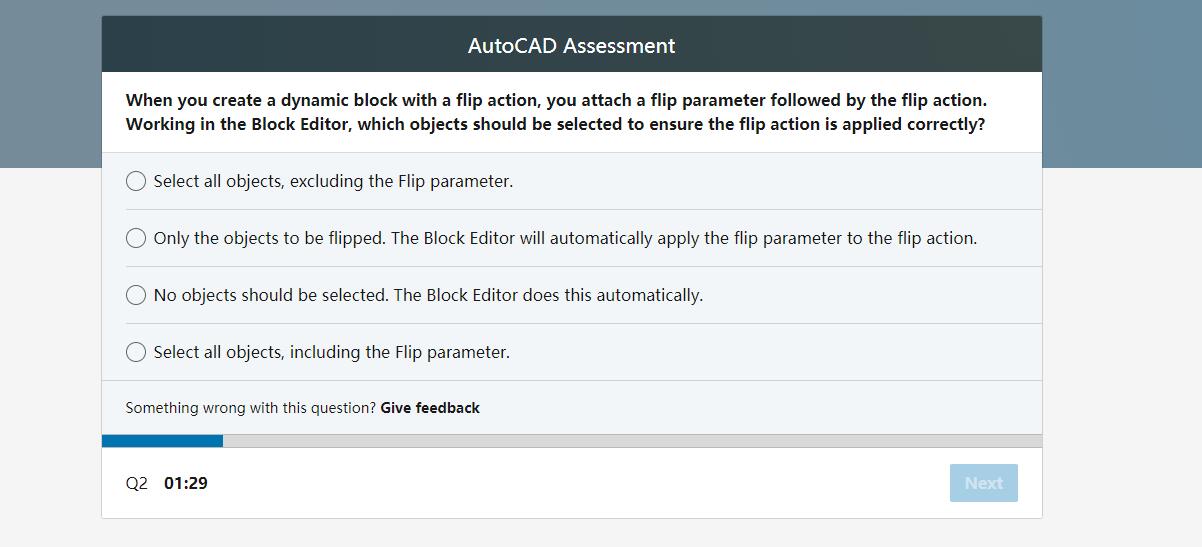 AutoCAD Assessment
When you create a dynamic block with a flip action, you attach a flip parameter followed by the flip action.
Working in the Block Editor, which objects should be selected to ensure the flip action is applied correctly?
Select all objects, excluding the Flip parameter.
Only the objects to be flipped. The Block Editor will automatically apply the flip parameter to the flip action.
No objects should be selected. The Block Editor does this automatically.
Select all objects, including the Flip parameter.
Something wrong with this question? Give feedback
Q2 01:29
Next